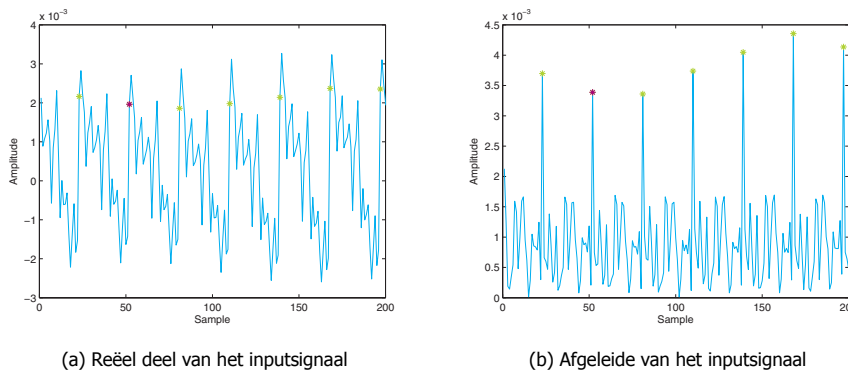 x 10⁻³
4
3
2
1
0
−1
−2
−3
Amplitude
0 50 100 150 200
Sample
(a) Reëel deel van het inputsignaal
x 10⁻³
4.5
4
3.5
3
2.5
2
1.5
1
0.5
0
Amplitude
0 50 100 150 200
Sample
(b) Afgeleide van het inputsignaal